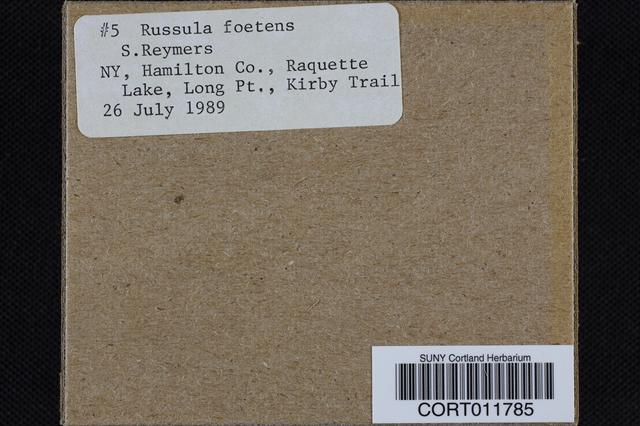 #5 Russula foetens
S.Reymers
NY, Hamilton Co., Raquette
Lake, Long Pt., Kirby Trail
26 July 1989
SUNY Cortland Herbarium
CORT011785